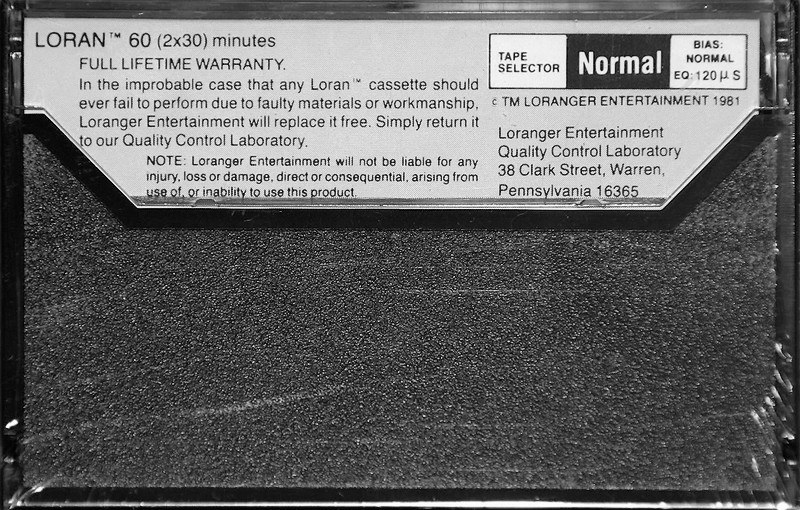 LORAN™ 60 (2x30) minutes
FULL LIFETIME WARRANTY.
In the improbable case that any Loran™ cassette should
ever fail to perform due to faulty materials or workmanship,
Loranger Entertainment will replace it free. Simply return it
to our Quality Control Laboratory.
NOTE: Loranger Entertainment will not be liable for any
injury, loss or damage, direct or consequential, arising from
use of, or inability to use this product.
TAPE
SELECTOR
Normal
BIAS:
NORMAL
EQ: 120 µ S
c TM LORANGER ENTERTAINMENT 1981
Loranger Entertainment
Quality Control Laboratory
38 Clark Street, Warren,
Pennsylvania 16365